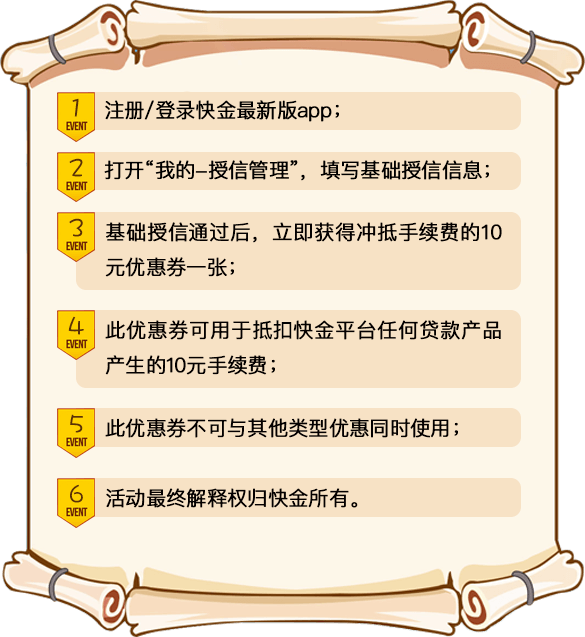 1
EVENT
注册/登录快金最新版app；
2
EVENT
打开“我的–授信管理”，填写基础授信信息；
3
EVENT
基础授信通过后，立即获得冲抵手续费的10
元优惠券一张；
4
EVENT
此优惠券可用于抵扣快金平台任何贷款产品
产生的10元手续费；
5
EVENT
此优惠券不可与其他类型优惠同时使用；
6
EVENT
活动最终解释权归快金所有。